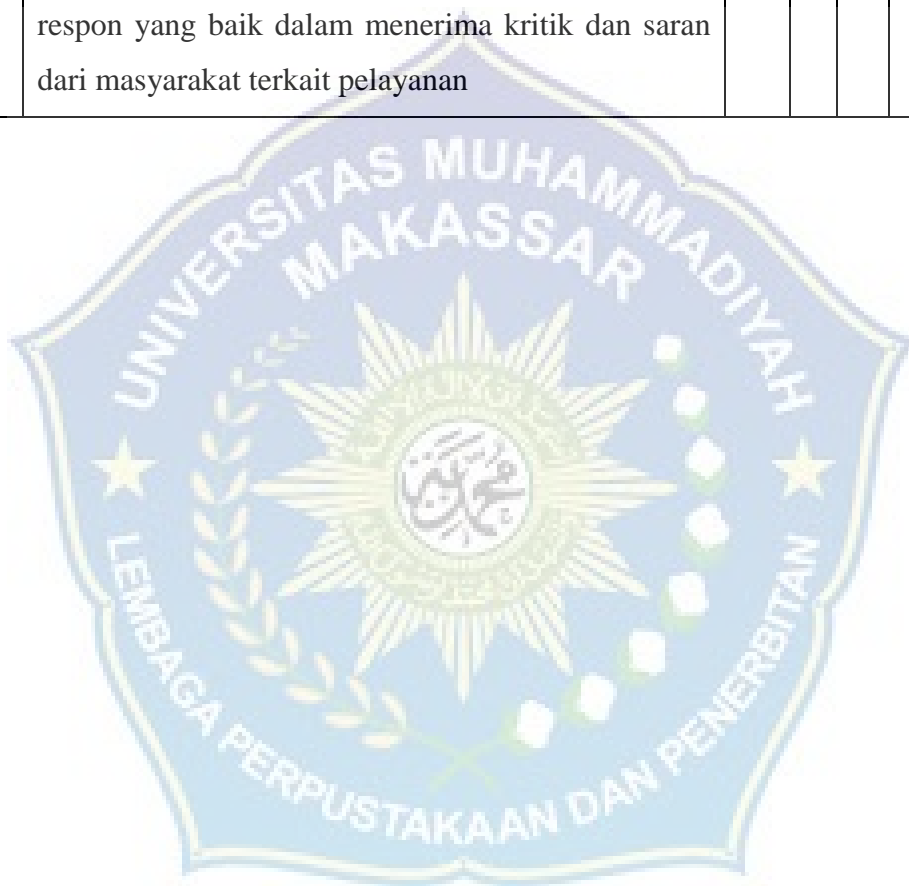 respon yang baik dalam menerima kritik dan saran
dari masyarakat terkait pelayanan
UNIVERSITAS MUHAMMADIYAH
MAKASSAR
LEMBAGA PERPUSTAKAAN DAN PENERBITAN